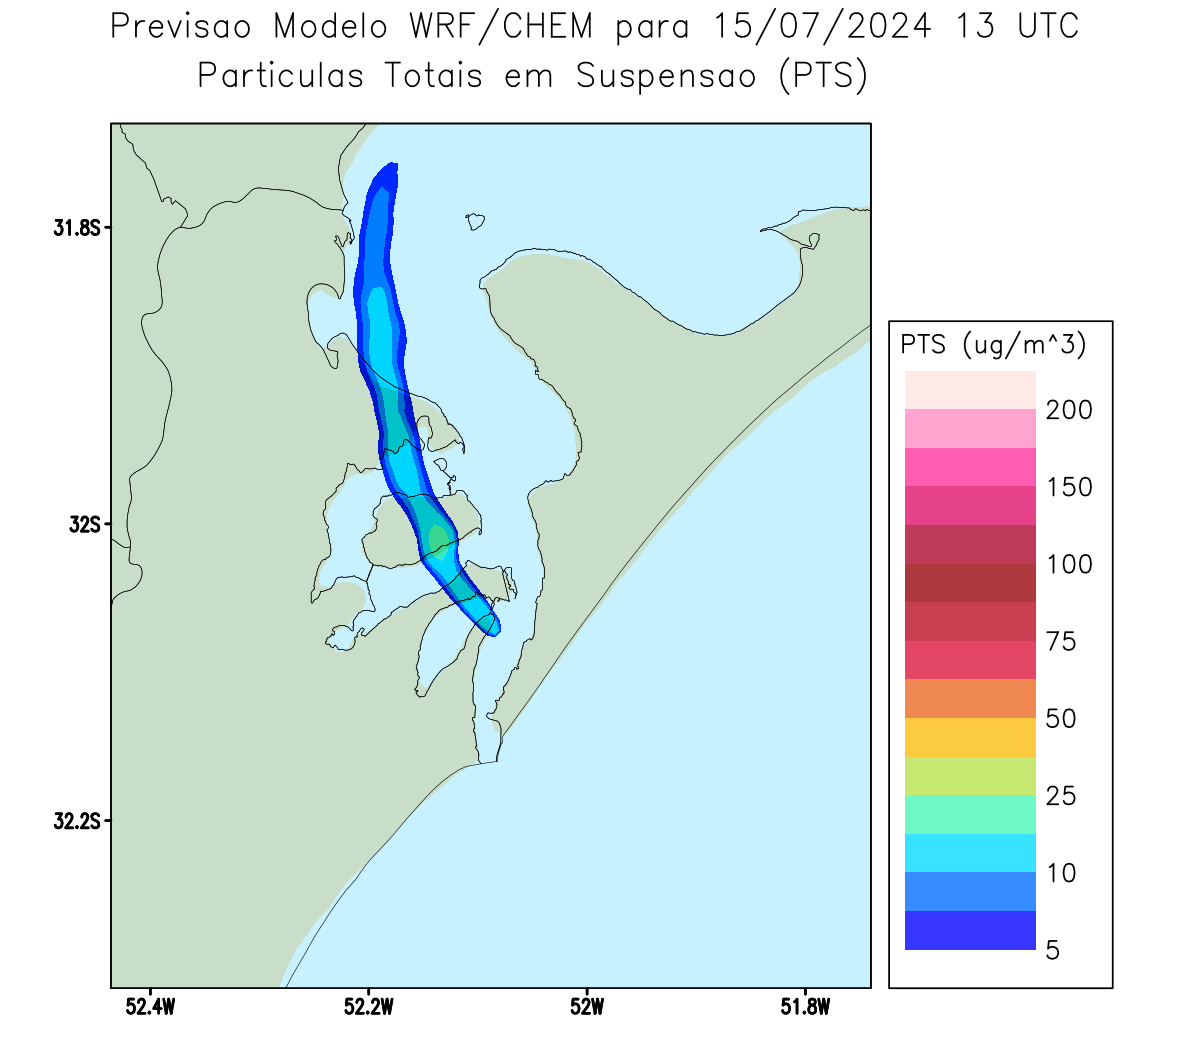 Previsao Modelo WRF/CHEM para 15/07/2024 13 UTC
Particulas Totais em Suspensao (PTS)
31.8S
32S
32.2S
52.4W
52.2W
52W
51.8W
PTS (ug/m^3)
200
150
100
75
50
25
10
5